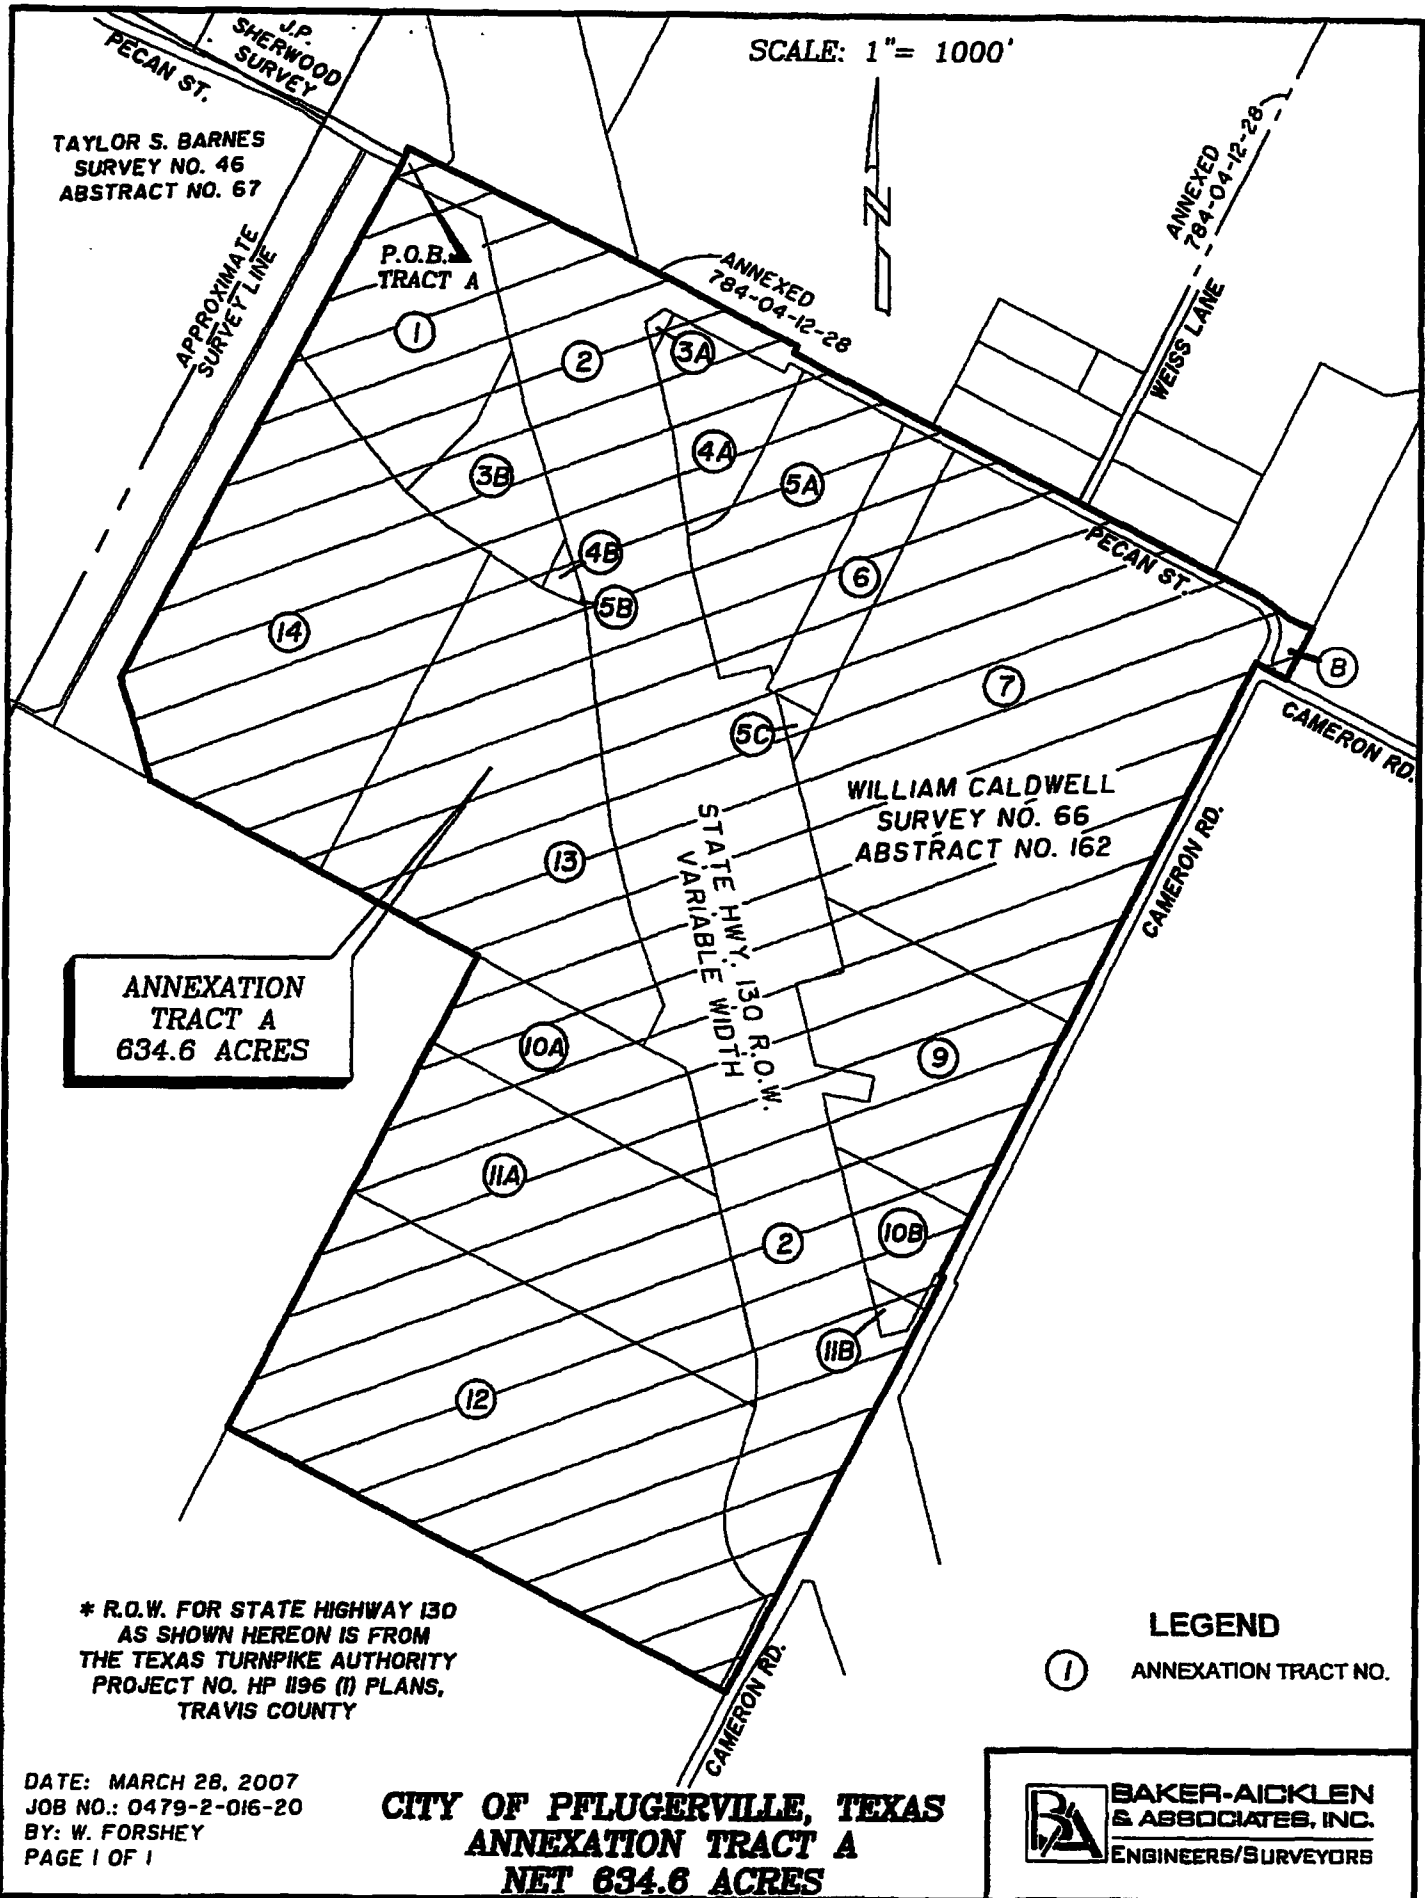 SCALE: 1"= 1000'
J.P.
SHERWOOD
SURVEY
PECAN ST.
TAYLOR S. BARNES
SURVEY NO. 46
ABSTRACT NO. 67
APPROXIMATE
SURVEY LINE
P.O.B.
TRACT A
ANNEXED
784-04-12-28
N
ANNEXED
784-04-12-28
WEISS LANE
1
2
3A
4A
3B
5A
4B
5B
6
PECAN ST.
14
B
7
5C
CAMERON RD.
WILLIAM CALDWELL
SURVEY NO. 66
ABSTRACT NO. 162
STATE HWY. 130 R.O.W.
VARIABLE WIDTH
CAMERON RD.
13
ANNEXATION
TRACT A
634.6 ACRES
10A
9
11A
2
10B
11B
12
* R.O.W. FOR STATE HIGHWAY 130
AS SHOWN HEREON IS FROM
THE TEXAS TURNPIKE AUTHORITY
PROJECT NO. HP 1196 (1) PLANS,
TRAVIS COUNTY
CAMERON RD.
LEGEND
1 ANNEXATION TRACT NO.
DATE: MARCH 28, 2007
JOB NO.: 0479-2-016-20
BY: W. FORSHEY
PAGE 1 OF 1
CITY OF PFLUGERVILLE, TEXAS
ANNEXATION TRACT A
NET 634.6 ACRES
BA
BAKER-AICKLEN
& ASSOCIATES, INC.
ENGINEERS/SURVEYORS